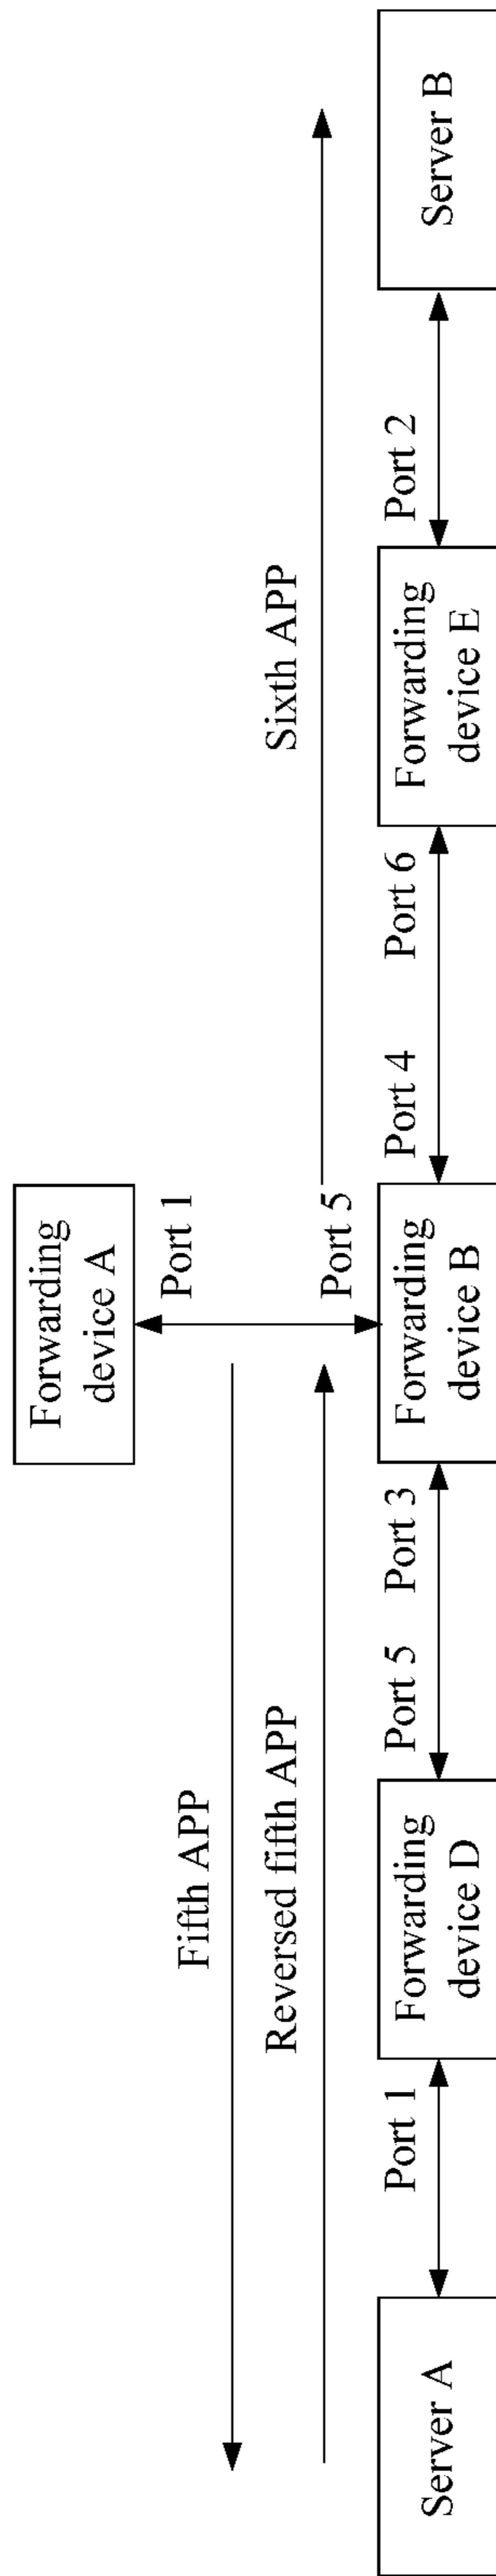 Forwarding
device A
Port 1
Fifth APP
Reversed fifth APP
Sixth APP
Port 5
Server A
Port 1
Forwarding
device D
Port 5
Port 3
Forwarding
device B
Port 4
Port 6
Forwarding
device E
Port 2
Server B